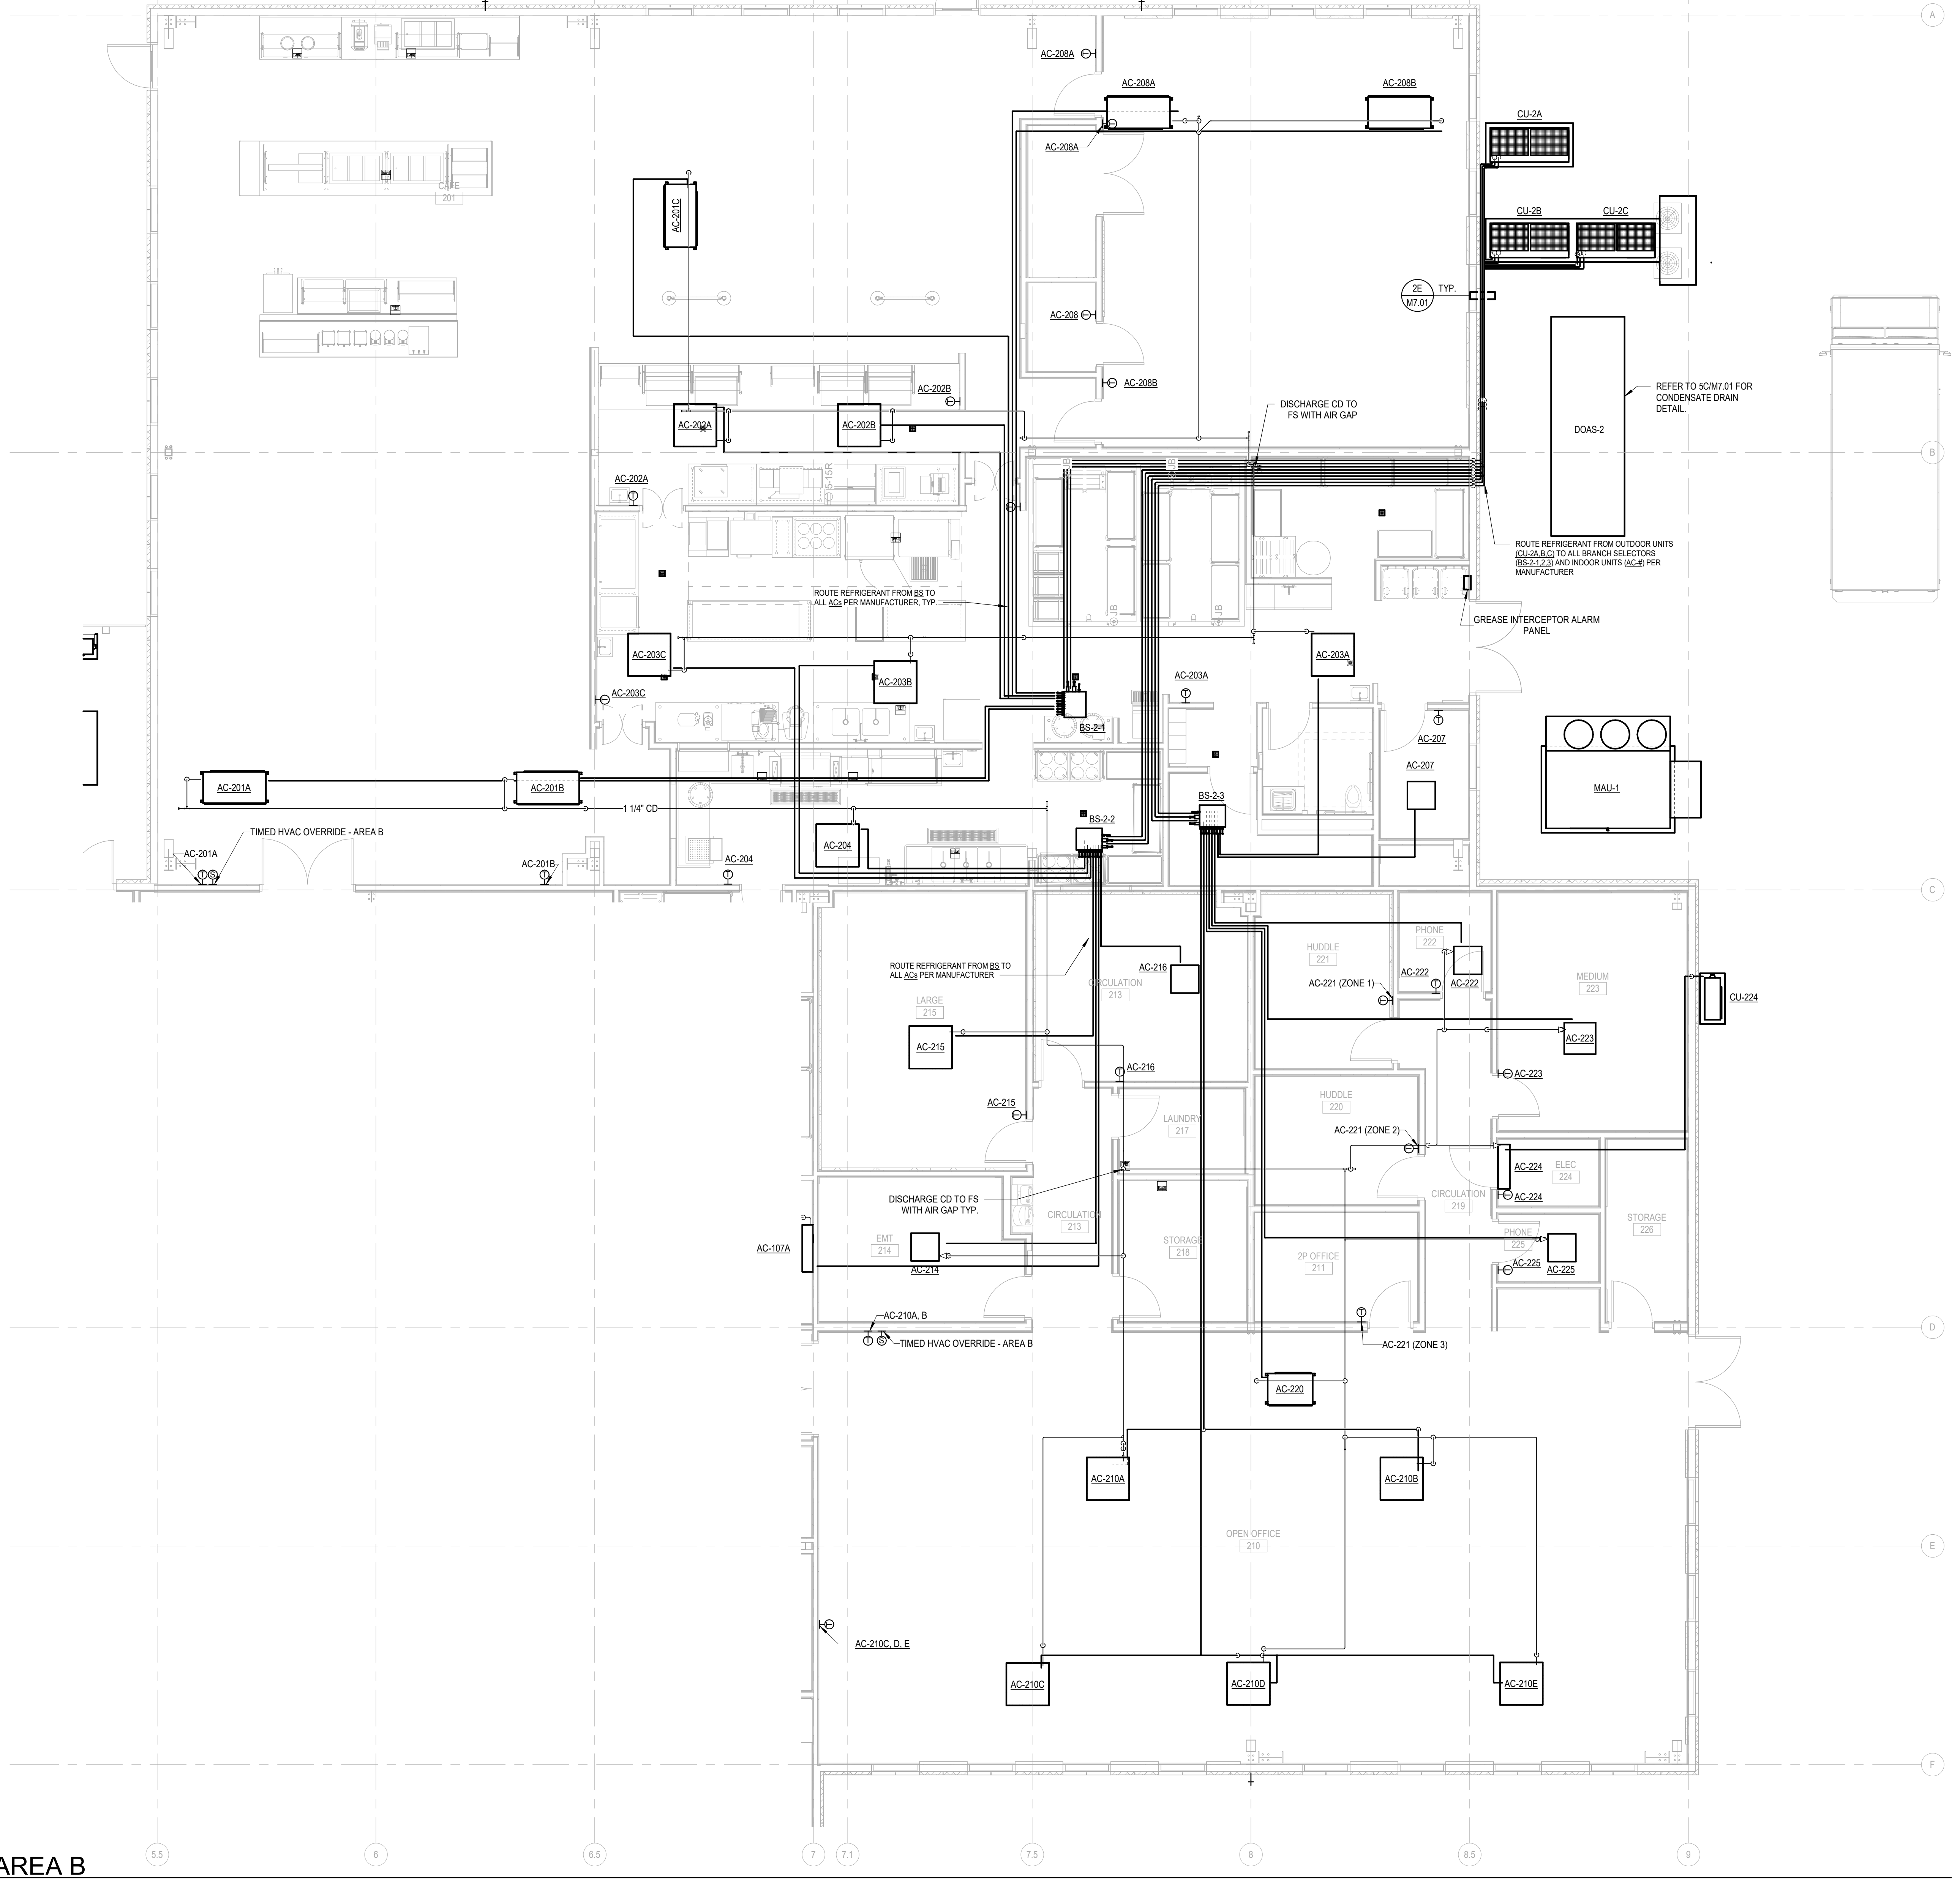 A
AC-208A
AC-208A
AC-208B
CU-2A
AC-208A
CAFE
201
AC-201C
CU-2B
CU-2C
2E
M7.01
TYP.
AC-208
AC-208B
AC-202B
REFER TO 5C/M7.01 FOR
CONDENSATE DRAIN
DETAIL.
DISCHARGE CD TO
FS WITH AIR GAP
AC-202A
AC-202B
DOAS-2
B
AC-202A
T
ROUTE REFRIGERANT FROM OUTDOOR UNITS
(CU-2A,B,C) TO ALL BRANCH SELECTORS
(BS-2-1,2,3) AND INDOOR UNITS (AC-#) PER
MANUFACTURER
ROUTE REFRIGERANT FROM BS TO
ALL ACs PER MANUFACTURER, TYP.
JB
JB
GREASE INTERCEPTOR ALARM
PANEL
AC-203C
AC-203B
AC-203A
AC-203A
T
AC-203C
BS-2-1
T
AC-207
AC-207
AC-201A
AC-201B
MAU-1
1 1/4" CD
BS-2-3
BS-2-2
TIMED HVAC OVERRIDE - AREA B
AC-204
AC-201A
AC-201B
AC-204
T
S
T
T
C
PHONE
222
HUDDLE
221
ROUTE REFRIGERANT FROM BS TO
ALL ACs PER MANUFACTURER
AC-216
AC-222
T
AC-222
MEDIUM
223
CIRCULATION
213
AC-221 (ZONE 1)
CU-224
LARGE
215
AC-215
AC-223
AC-216
T
AC-223
AC-215
HUDDLE
220
LAUNDRY
217
AC-221 (ZONE 2)
ELEC
224
AC-224
AC-224
DISCHARGE CD TO FS
WITH AIR GAP TYP.
CIRCULATION
219
CIRCULATION
213
STORAGE
226
EMT
214
STORAGE
218
PHONE
225
AC-107A
2P OFFICE
211
AC-214
AC-225
AC-225
AC-210A, B
T
S
TIMED HVAC OVERRIDE - AREA B
T
AC-221 (ZONE 3)
D
AC-220
AC-210A
AC-210B
OPEN OFFICE
210
E
AC-210C, D, E
AC-210C
AC-210D
AC-210E
F
5.5
6
6.5
7
7.1
7.5
8
8.5
9
AREA B